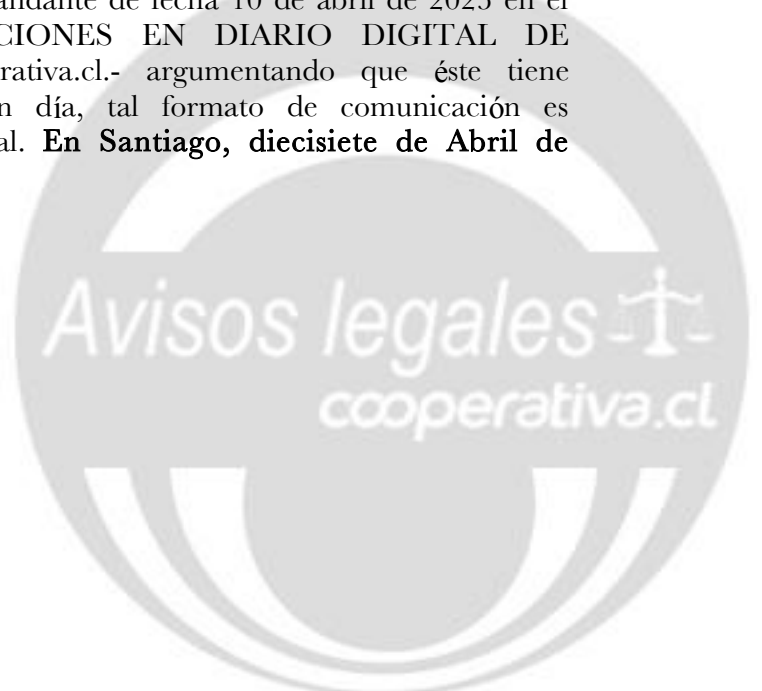 andante de fecha 10 de abril de 2025 en el
CIONES EN DIARIO DIGITAL DE
rativa.cl.- argumentando que éste tiene
n día, tal formato de comunicación es
al. En Santiago, diecisiete de Abril de
Avisos legales
cooperativa.cl